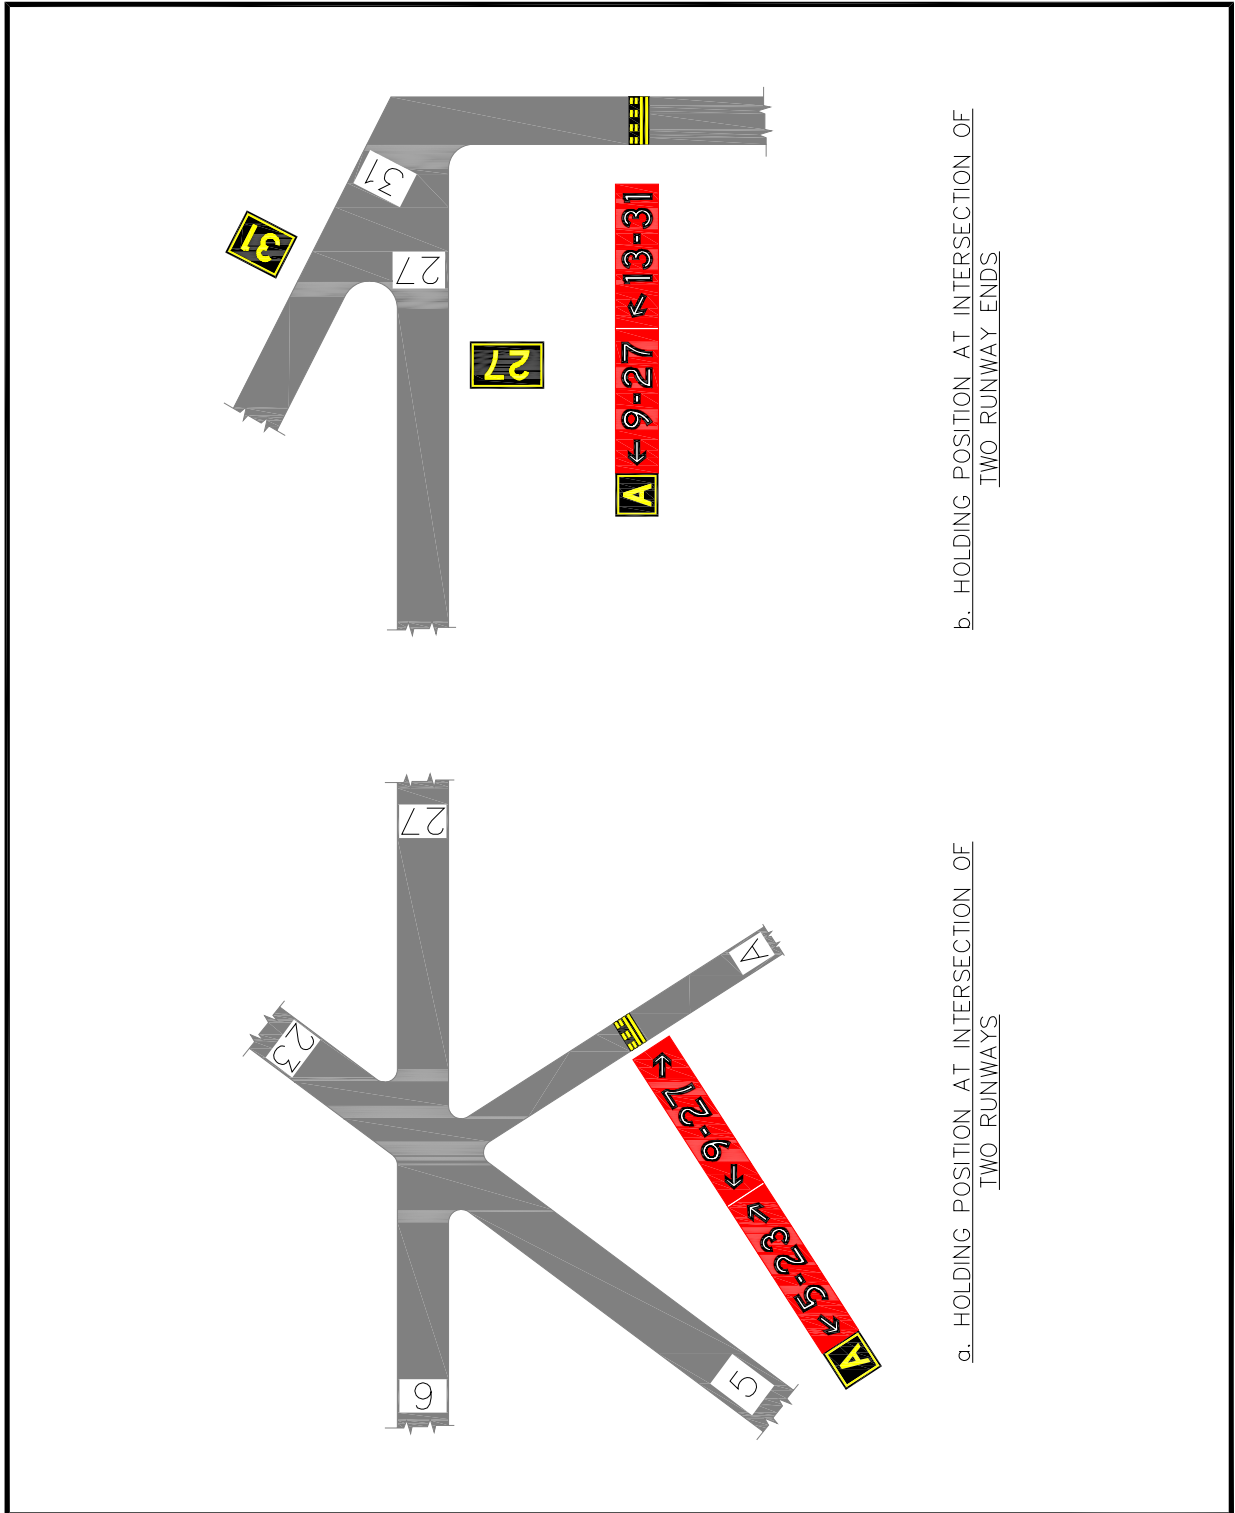 23
27
9
5
A
A 5-23 9-27
a. HOLDING POSITION AT INTERSECTION OF
TWO RUNWAYS
31
31
27
27
A 9-27 13-31
b. HOLDING POSITION AT INTERSECTION OF
TWO RUNWAY ENDS